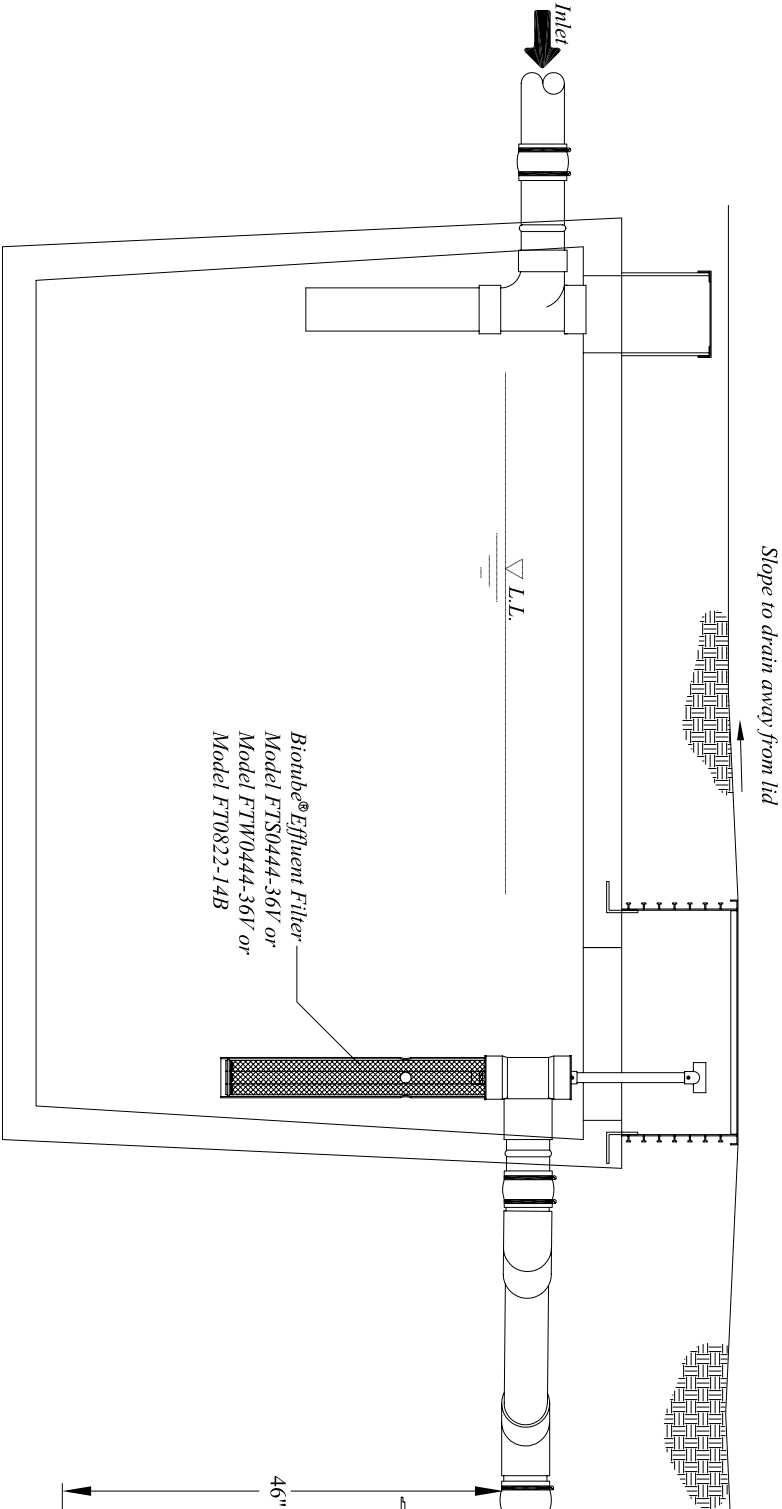 Inlet
Slope to drain away from lid
L.L.
Biotube® Effluent Filter
Model FTS0444-36V or
Model FTW0444-36V or
Model FT0822-14B
46"